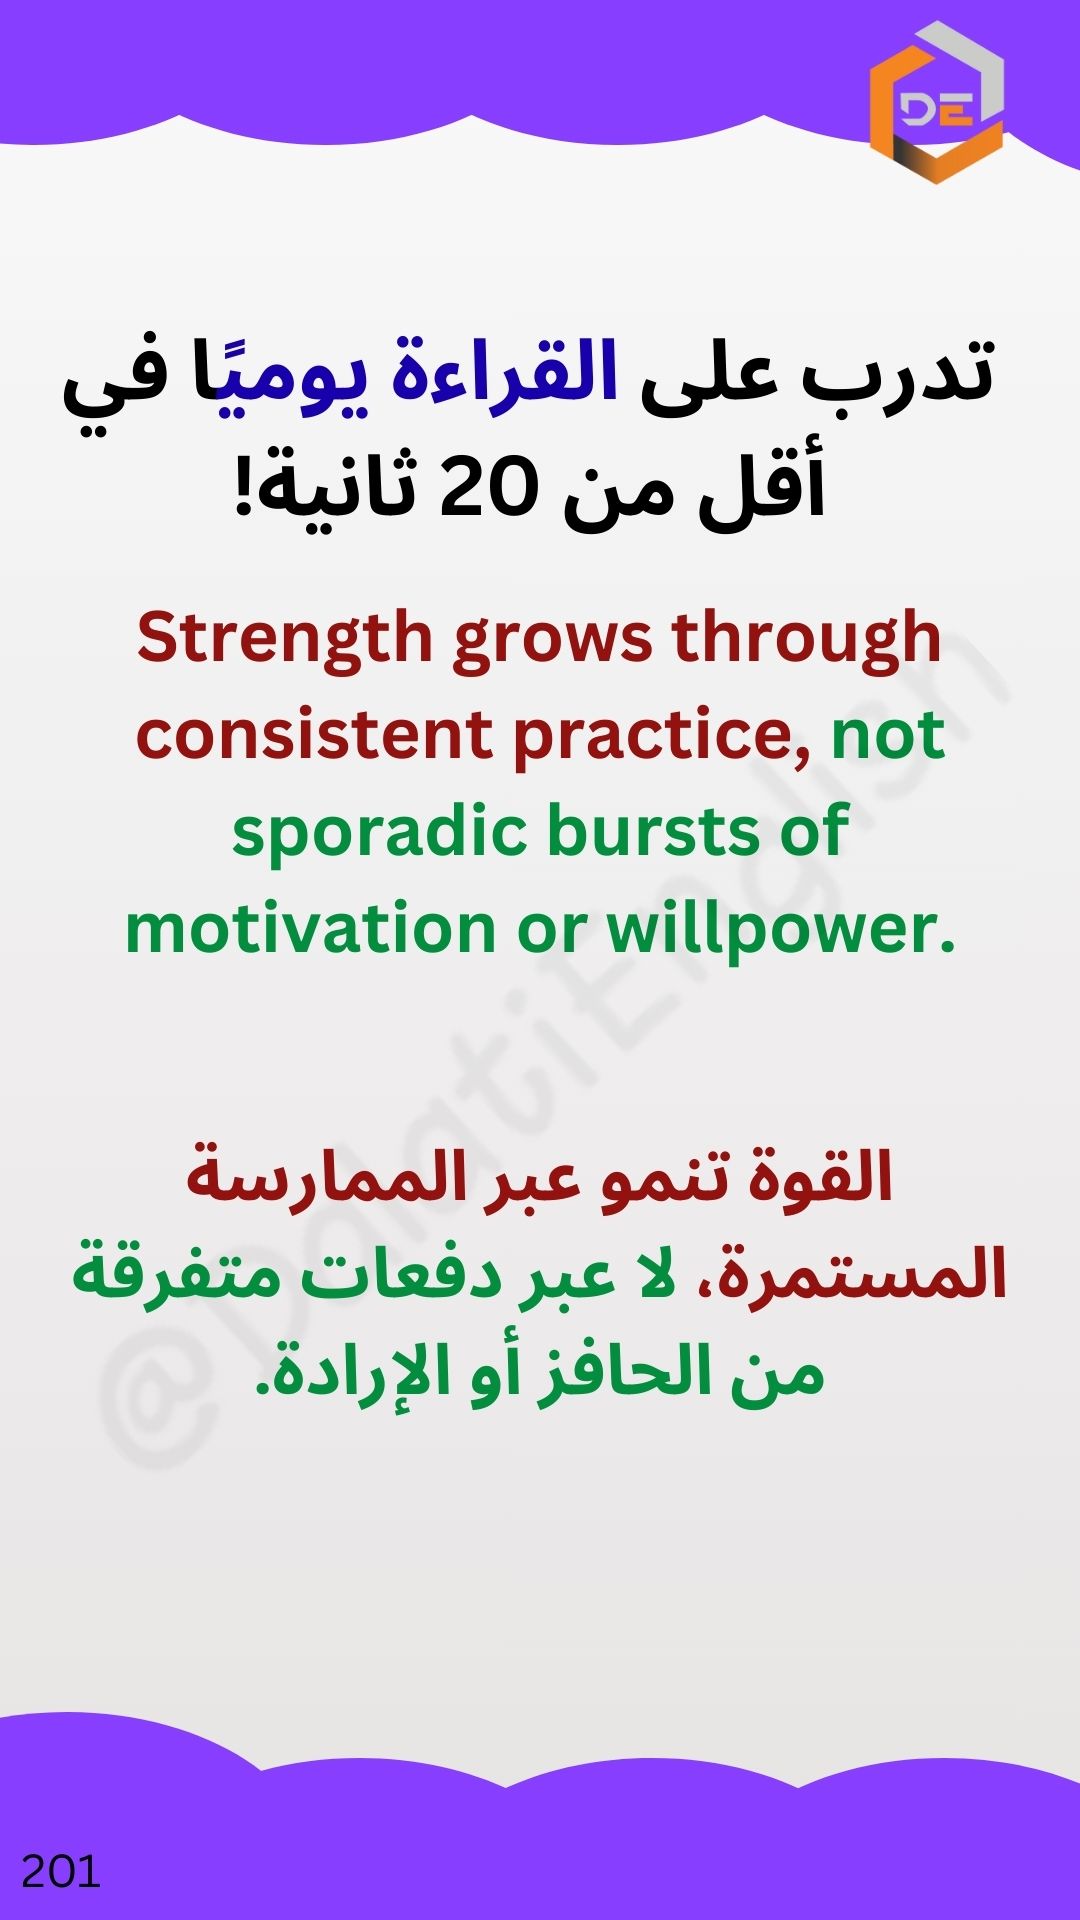 DE
تدرب على القراءة يوميًا في
أقل من 20 ثانية!
Strength grows through
consistent practice, not
sporadic bursts of
motivation or willpower.
@DalatiEnglish
القوة تنمو عبر الممارسة
المستمرة، لا عبر دفعات متفرقة
من الحافز أو الإرادة.
201